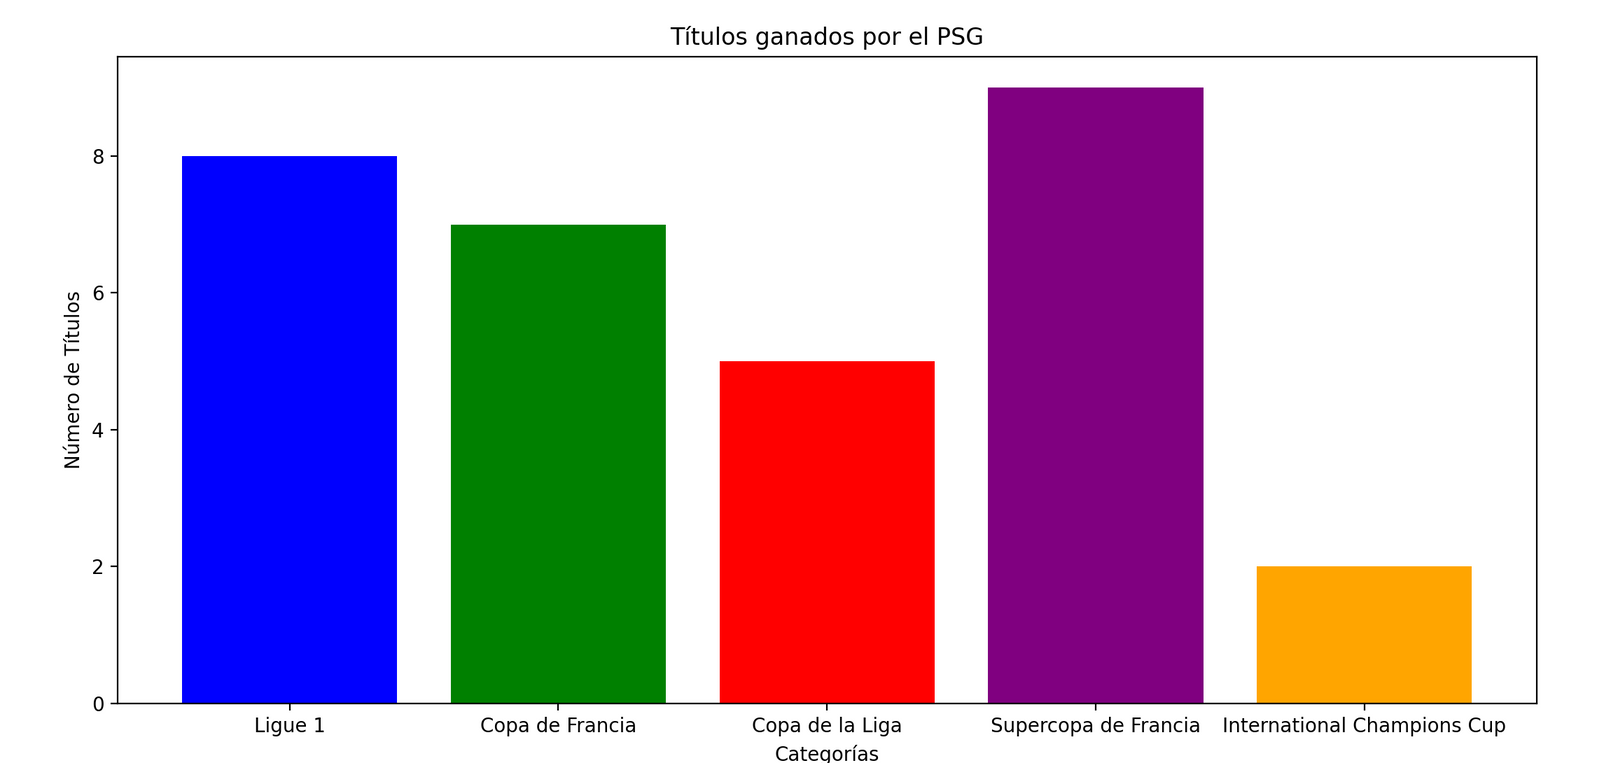 Títulos ganados por el PSG
Número de Títulos
8
6
4
2
0
Ligue 1
Copa de Francia
Copa de la Liga
Supercopa de Francia
International Champions Cup
Categorías